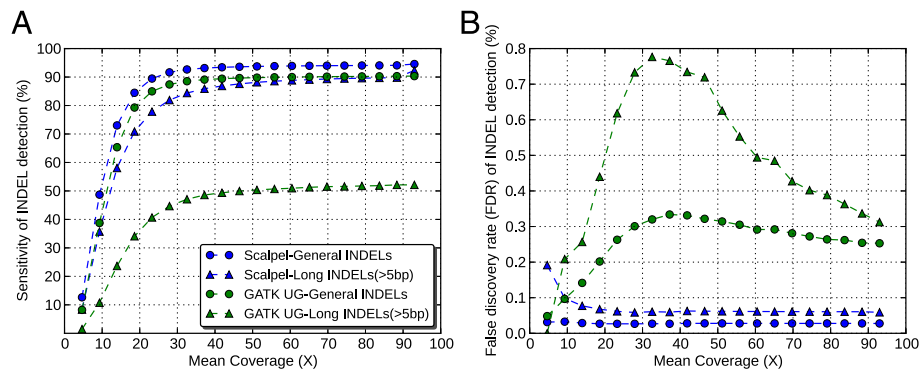 A
Sensitivity of INDEL detection (%)
100
90
80
70
60
50
40
30
20
10
0 10 20 30 40 50 60 70 80 90 100
Mean Coverage (X)
Scalpel-General INDELs
Scalpel-Long INDELs(>5bp)
GATK UG-General INDELs
GATK UG-Long INDELs(>5bp)
B
False discovery rate (FDR) of INDEL detection (%)
0.8
0.7
0.6
0.5
0.4
0.3
0.2
0.1
0.0
0 10 20 30 40 50 60 70 80 90 100
Mean Coverage (X)